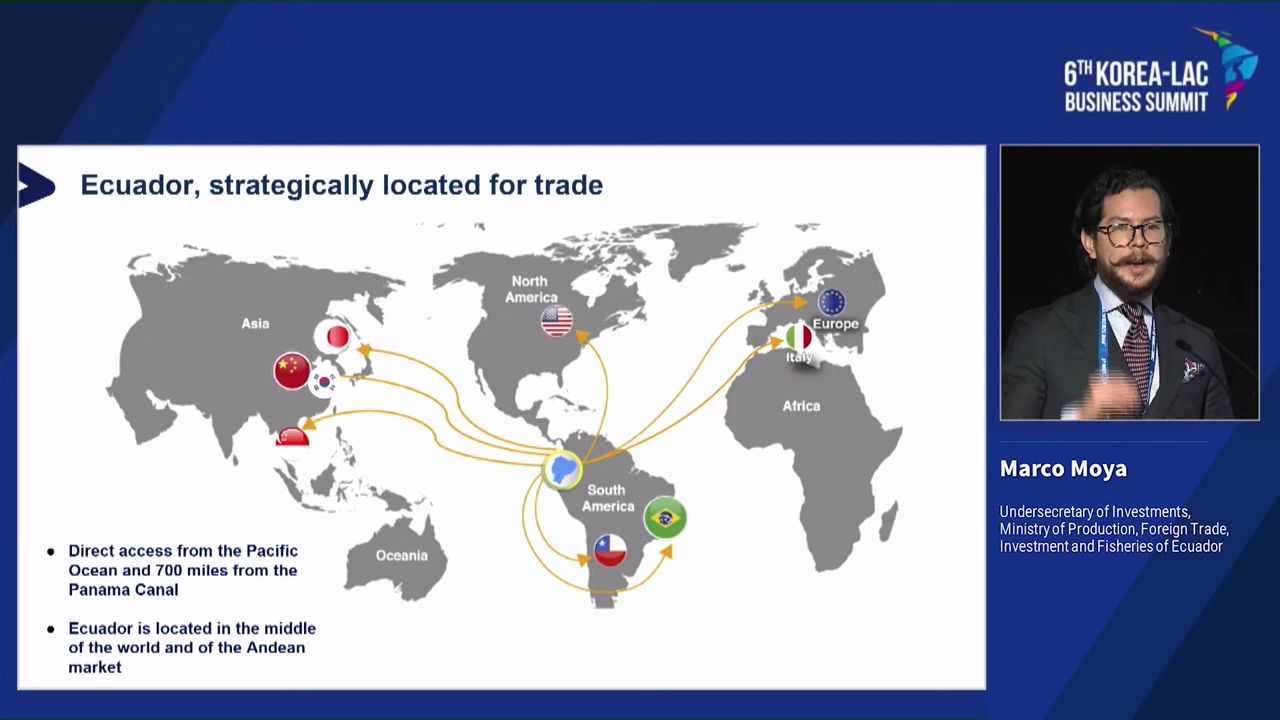 6TH KOREA-LAC
BUSINESS SUMMIT
Ecuador, strategically located for trade
North
America
Asia
Europe
Italy
Africa
South
America
Oceania
● Direct access from the Pacific
Ocean and 700 miles from the
Panama Canal
● Ecuador is located in the middle
of the world and of the Andean
market
Marco Moya
Undersecretary of Investments,
Ministry of Production, Foreign Trade,
Investment and Fisheries of Ecuador